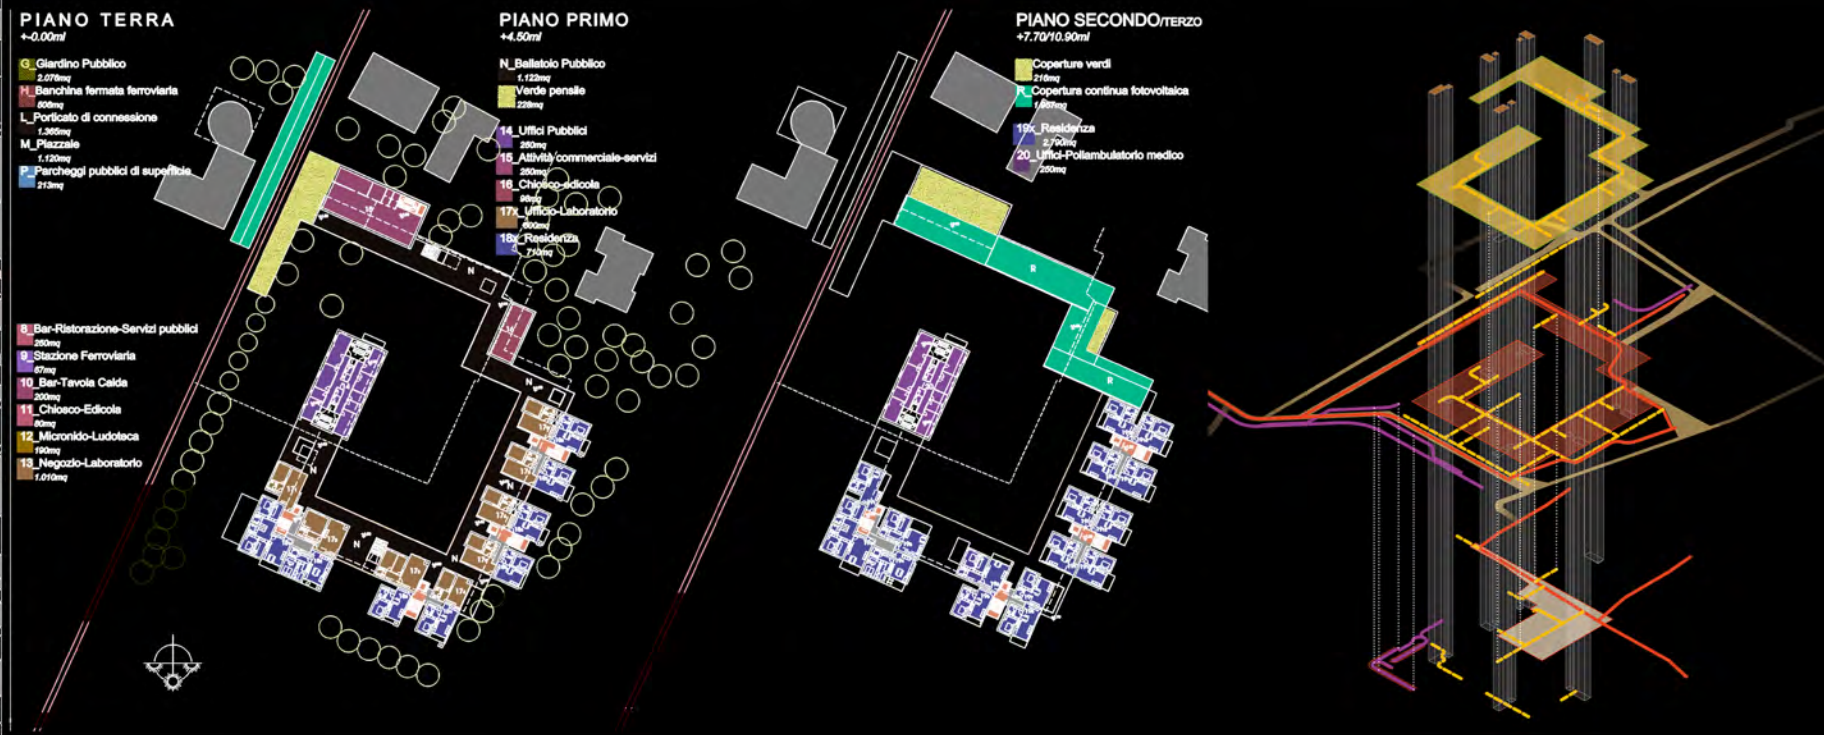 PIANO TERRA
+-0.00ml
G_Giardino Pubblico
2.076mq
H_Banchina fermata ferroviaria
606mq
L_Porticato di connessione
1.365mq
M_Piazzale
1.120mq
P_Parcheggi pubblici di superficie
213mq
8_Bar-Ristorazione-Servizi pubblici
250mq
9_Stazione Ferroviaria
67mq
10_Bar-Tavola Calda
200mq
11_Chiosco-Edicola
80mq
12_Micronido-Ludoteca
190mq
13_Negozio-Laboratorio
1.010mq
PIANO PRIMO
+4.50ml
N_Ballatoio Pubblico
1.122mq
Verde pensile
228mq
14_Uffici Pubblici
260mq
15_Attività commerciale-servizi
260mq
16_Chiosco-edicola
96mq
17x_Ufficio-Laboratorio
600mq
18x_Residenza
710mq
PIANO SECONDO/TERZO
+7.70/10.90ml
Coperture verdi
216mq
R_Copertura continua fotovoltaica
19x_Residenza
2.790mq
20_Uffici-Poliambulatorio medico
250mq
N
N
N
N
N
N
N
R
R